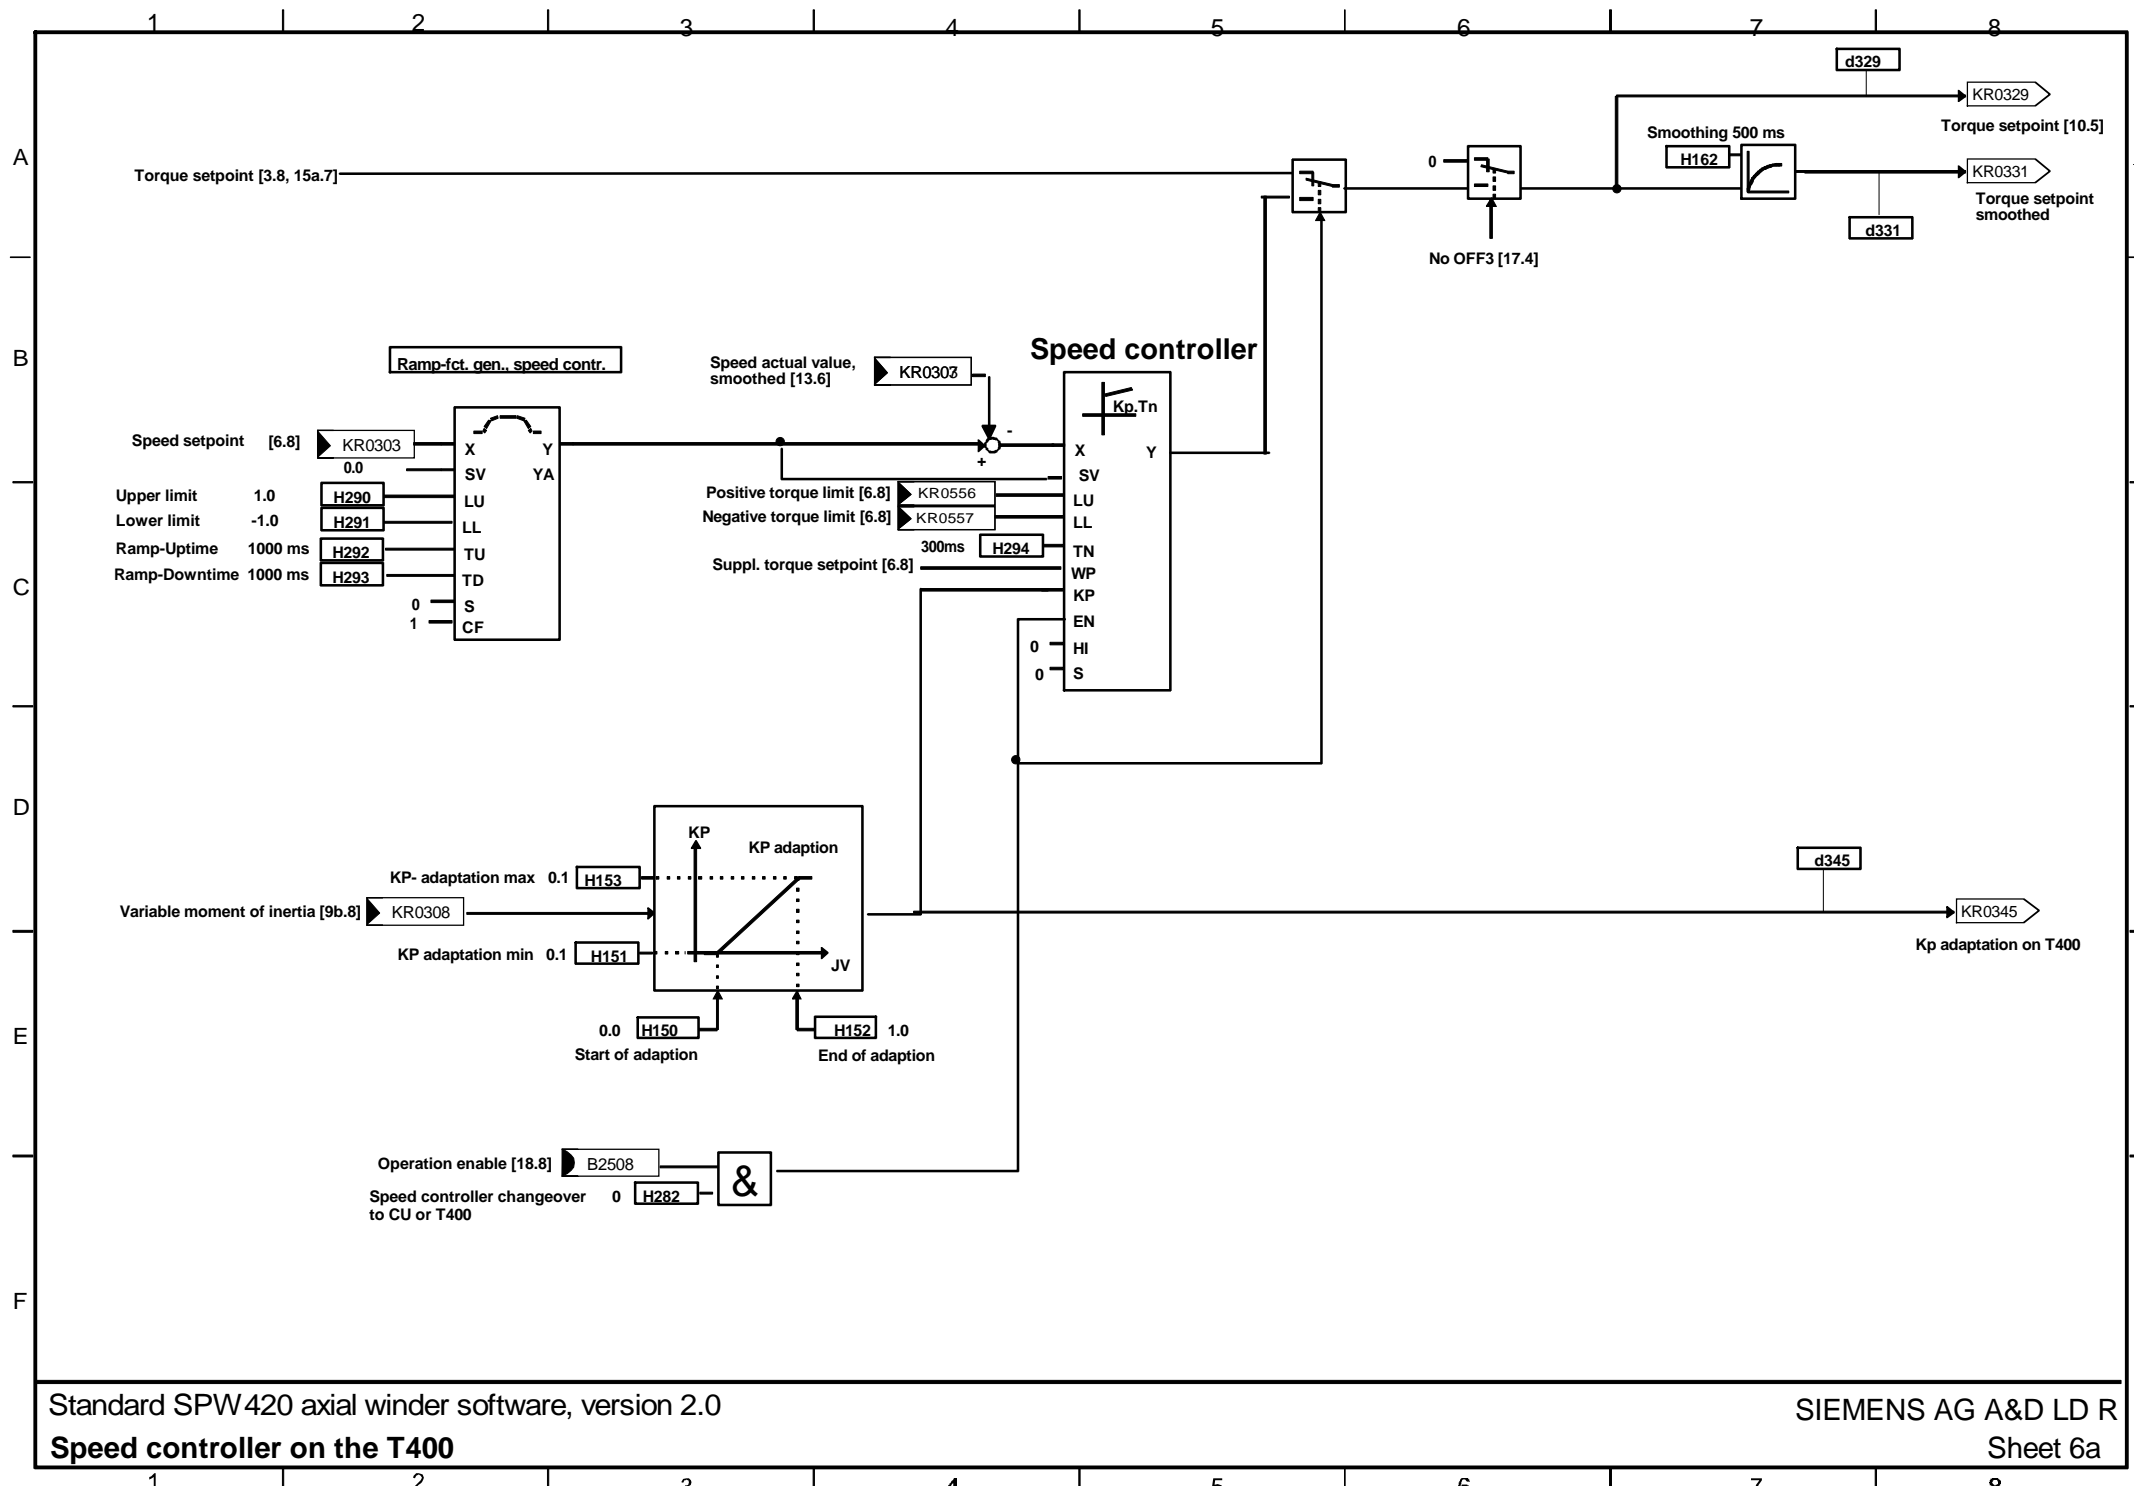 1 2 3 4 5 6 7 8
d329
KR0329
Torque setpoint [10.5]
A
Smoothing 500 ms
H162
0
Torque setpoint [3.8, 15a.7]
KR0331
Torque setpoint
smoothed
d331
No OFF3 [17.4]
B
Ramp-fct. gen., speed contr.
Speed actual value,
smoothed [13.6]
Speed controller
Kp.Tn
Speed setpoint [6.8] KR0303
X Y
- +
X Y
0.0
SV YA
SV
Upper limit 1.0 H290 LU
Positive torque limit [6.8] KR0556 LU
Lower limit -1.0 H291 LL
Negative torque limit [6.8] KR0557 LL
Ramp-Uptime 1000 ms H292 TU
300ms H294 TN
C
Ramp-Downtime 1000 ms H293 TD
Suppl. torque setpoint [6.8] WP
KP
0 S
1 CF
EN
0 HI
0 S
D
KP
KP adaption
d345
KP- adaptation max 0.1 H153
Variable moment of inertia [9b.8] KR0308
KR0345
KP adaptation min 0.1 H151
JV
Kp adaptation on T400
E
0.0 H150
H152 1.0
Start of adaption
End of adaption
Operation enable [18.8] B2508
&
Speed controller changeover 0 H282
to CU or T400
F
Standard SPW420 axial winder software, version 2.0
SIEMENS AG A&D LD R
Speed controller on the T400
Sheet 6a
1 2 3 4 5 6 7 8